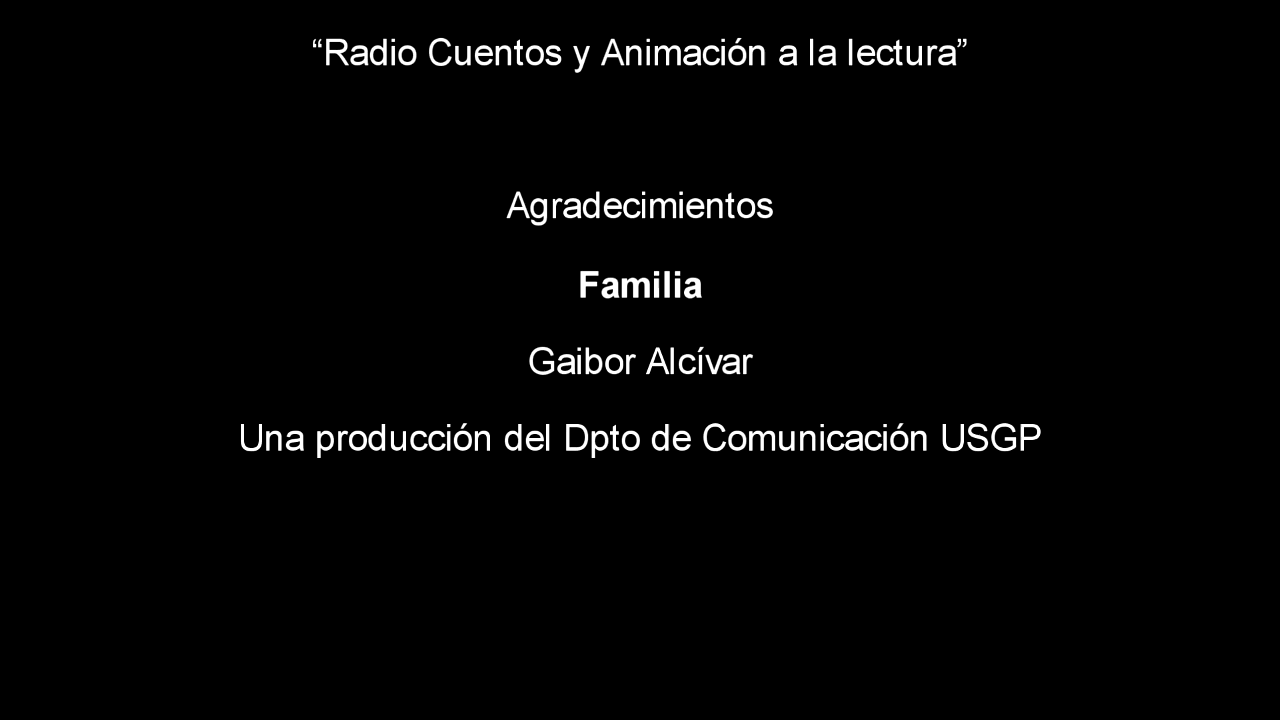 “Radio Cuentos y Animación a la lectura”
Agradecimientos
Familia
Gaibor Alcívar
Una producción del Dpto de Comunicación USGP